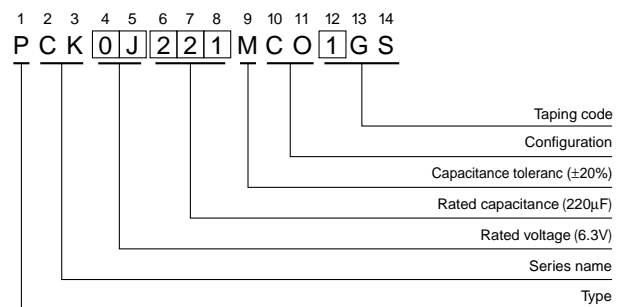 1 2 3 4 5 6 7 8 9 10 11 12 13 14
P C K 0 J 2 2 1 M C O 1 G S
Taping code
Configuration
Capacitance toleranc (±20%)
Rated capacitance (220µF)
Rated voltage (6.3V)
Series name
Type